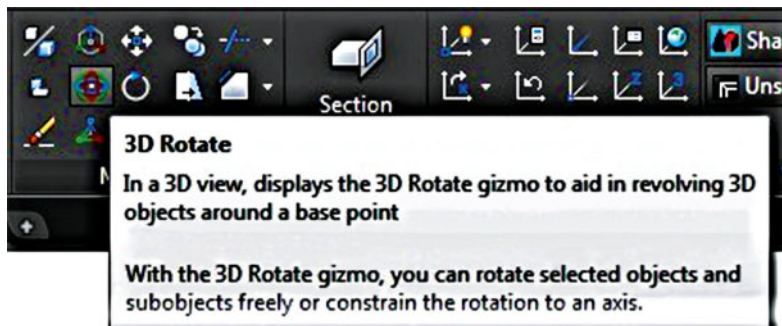 Sha
Section
Uns
3D Rotate
In a 3D view, displays the 3D Rotate gizmo to aid in revolving 3D
objects around a base point
With the 3D Rotate gizmo, you can rotate selected objects and
subobjects freely or constrain the rotation to an axis.